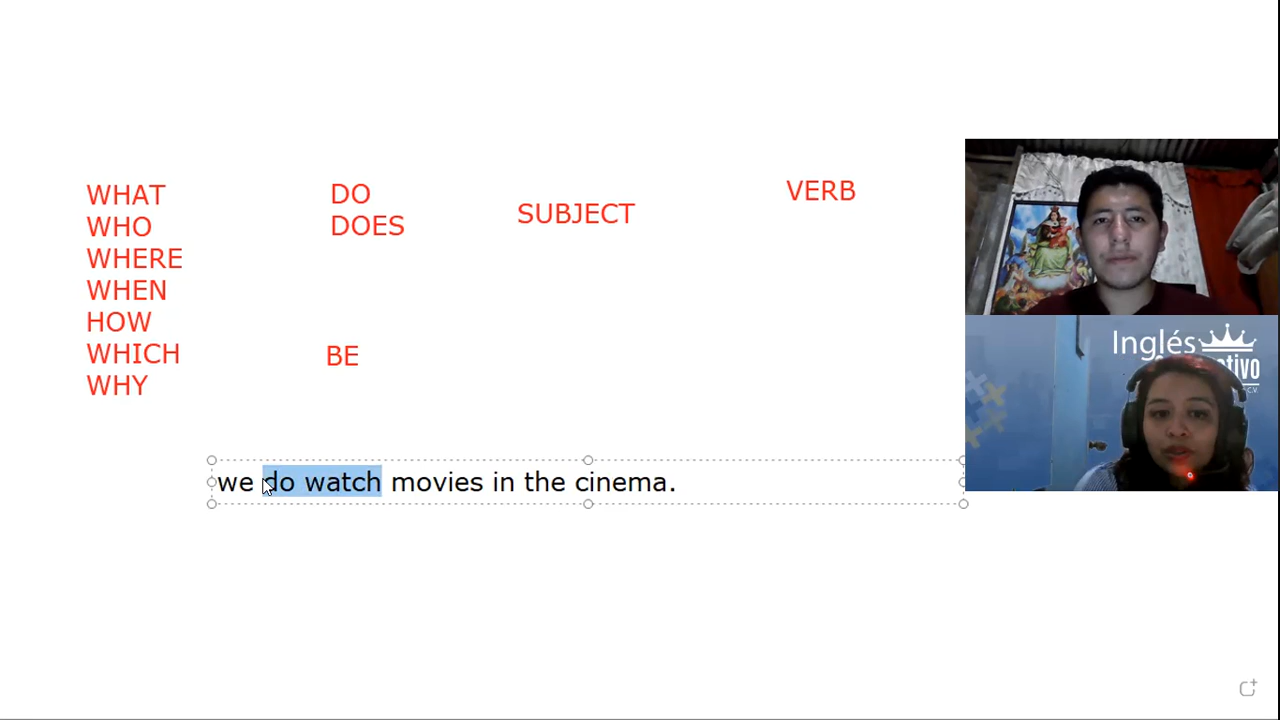 WHAT
WHO
WHERE
WHEN
HOW
WHICH
WHY
DO
DOES
BE
SUBJECT
VERB
we do watch movies in the cinema.
Inglés